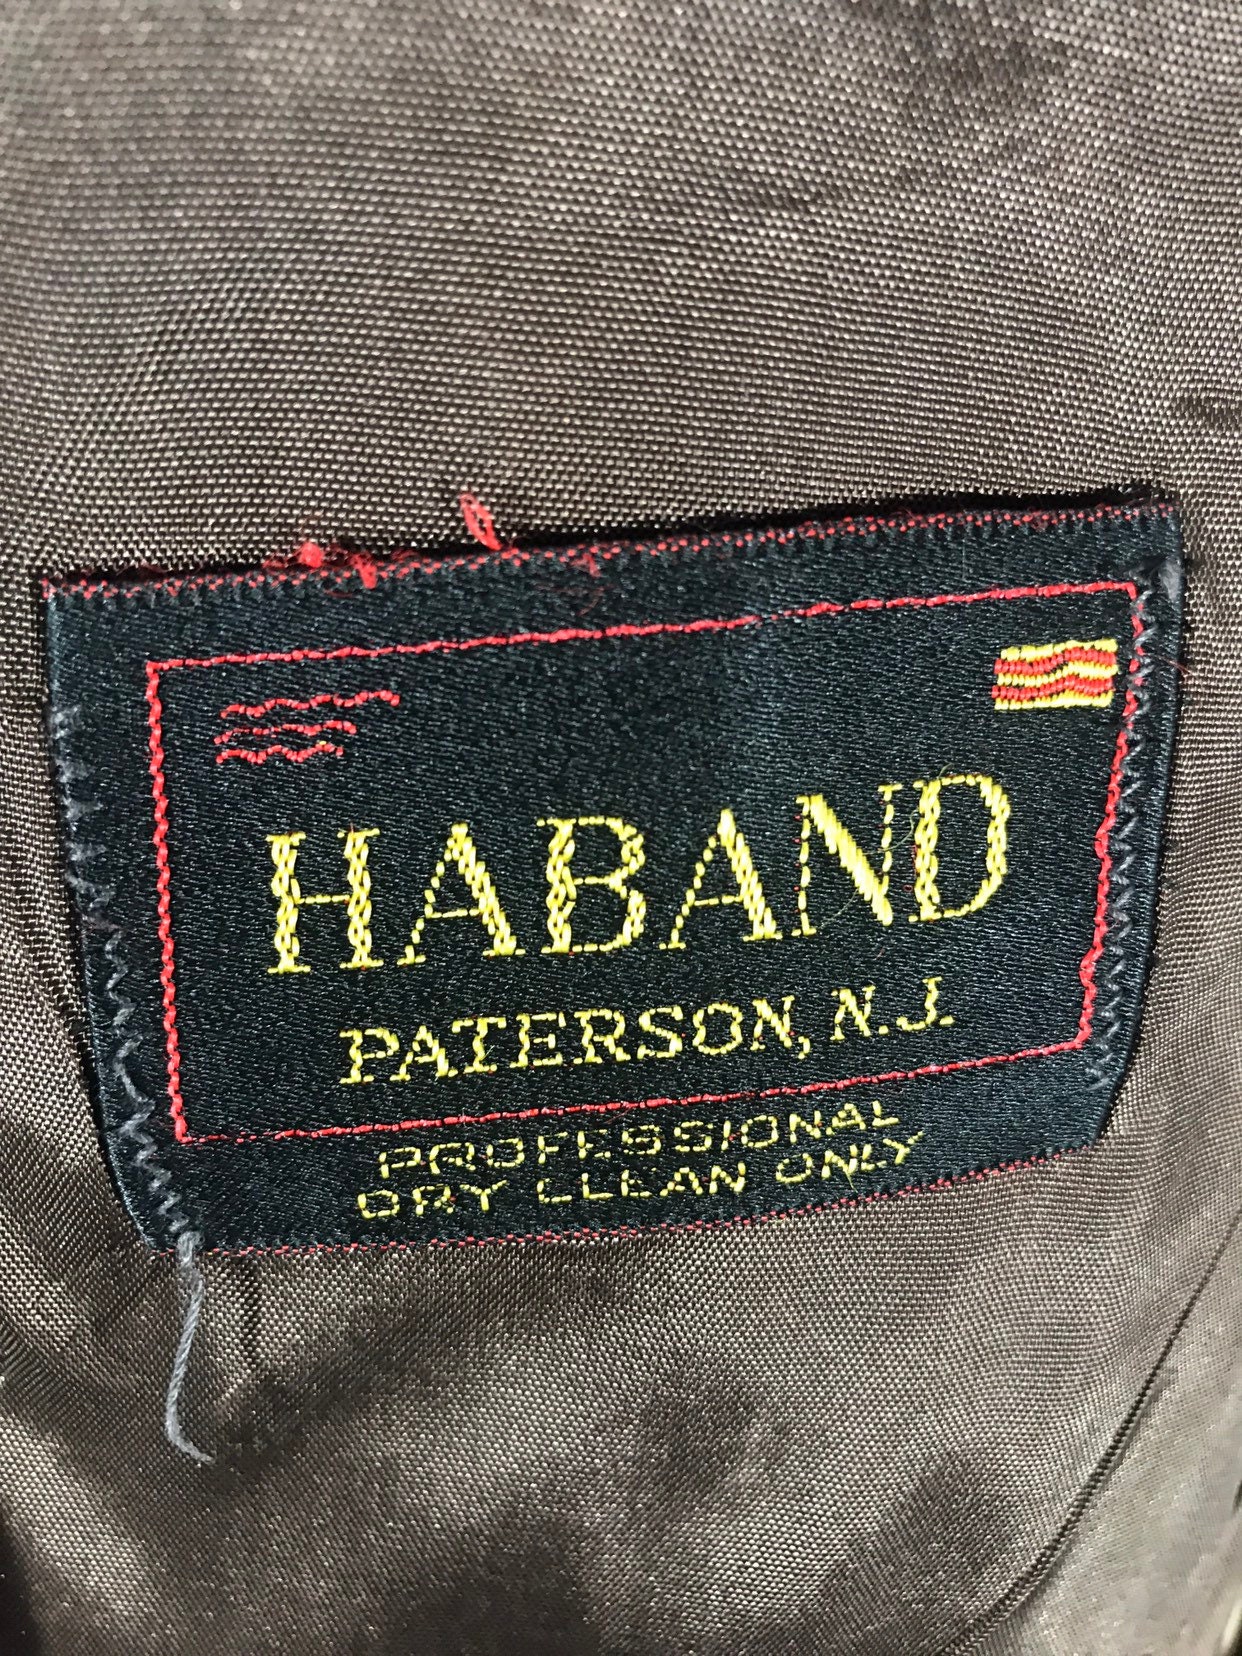 HABAND
PATERSON, N.J.
PROFESSIONAL
DRY CLEAN ONLY